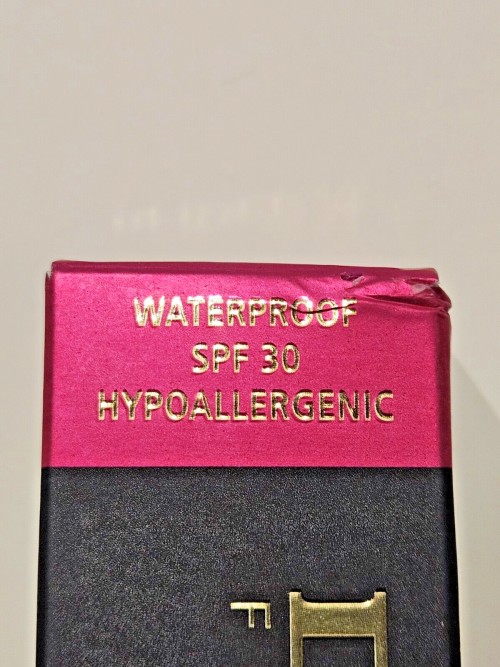 WATERPROOF
SPF 30
HYPOALLERGENIC
F